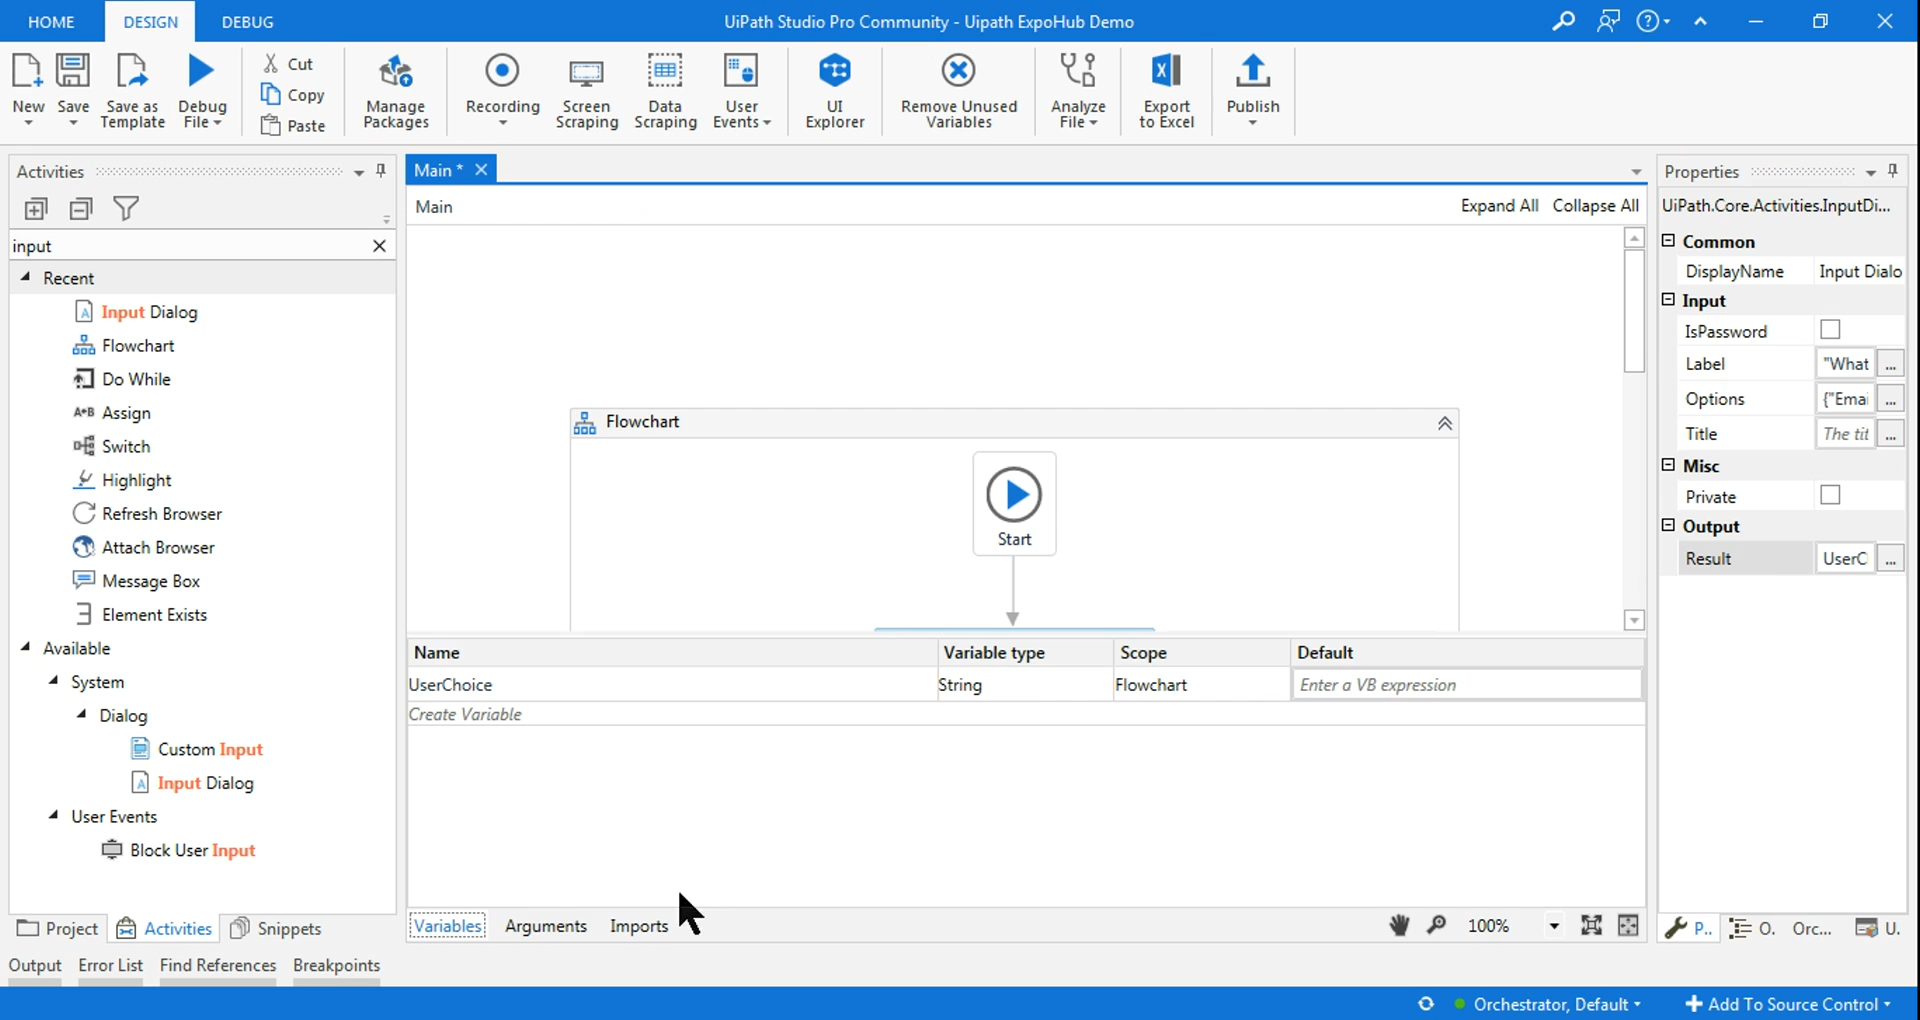 HOME DESIGN DEBUG UiPath Studio Pro Community - Uipath ExpoHub Demo
New Save Save as Template Debug File
Cut
Copy
Paste
Manage Packages
Recording Screen Scraping Data Scraping User Events
UI Explorer
Remove Unused Variables
Analyze File
Export to Excel
Publish
Activities
input
Recent
Input Dialog
Flowchart
Do While
A+B Assign
Switch
Highlight
Refresh Browser
Attach Browser
Message Box
Element Exists
Available
System
Dialog
Custom Input
Input Dialog
User Events
Block User Input
Project Activities Snippets
Main *
Main Expand All Collapse All
Flowchart
Start
Name Variable type Scope Default
UserChoice String Flowchart Enter a VB expression
Create Variable
Variables Arguments Imports 100%
Properties
UiPath.Core.Activities.InputDi...
Common
DisplayName Input Dialo
Input
IsPassword
Label "What ...
Options {"Emai ...
Title The tit ...
Misc
Private
Output
Result UserC ...
P.. O. Orc... U.
Output Error List Find References Breakpoints
Orchestrator, Default Add To Source Control